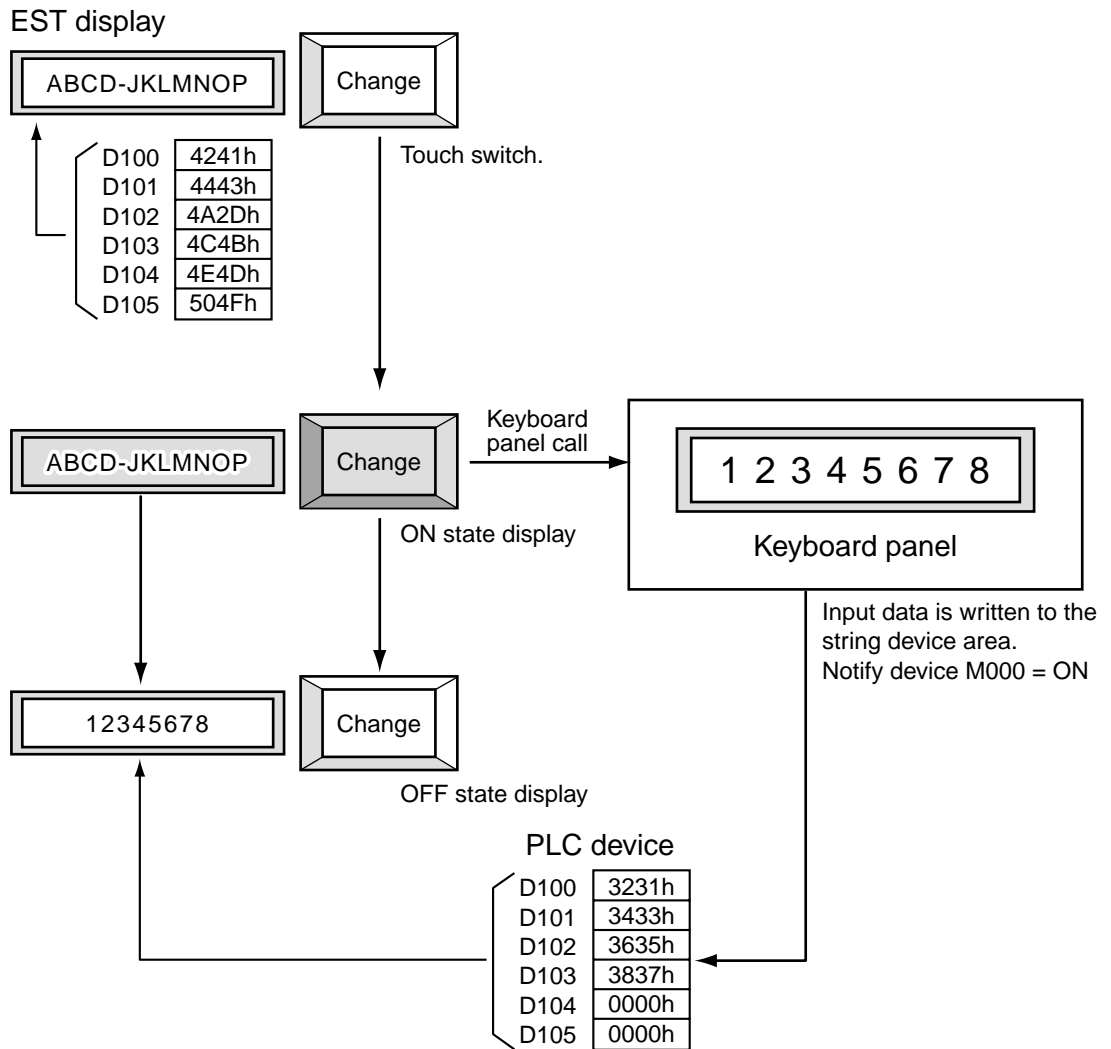 EST display
ABCD-JKLMNOP
Change
Touch switch.
D100 4241h
D101 4443h
D102 4A2Dh
D103 4C4Bh
D104 4E4Dh
D105 504Fh
ABCD-JKLMNOP
Change
Keyboard
panel call
ON state display
1 2 3 4 5 6 7 8
Keyboard panel
Input data is written to the
string device area.
Notify device M000 = ON
12345678
Change
OFF state display
PLC device
D100 3231h
D101 3433h
D102 3635h
D103 3837h
D104 0000h
D105 0000h